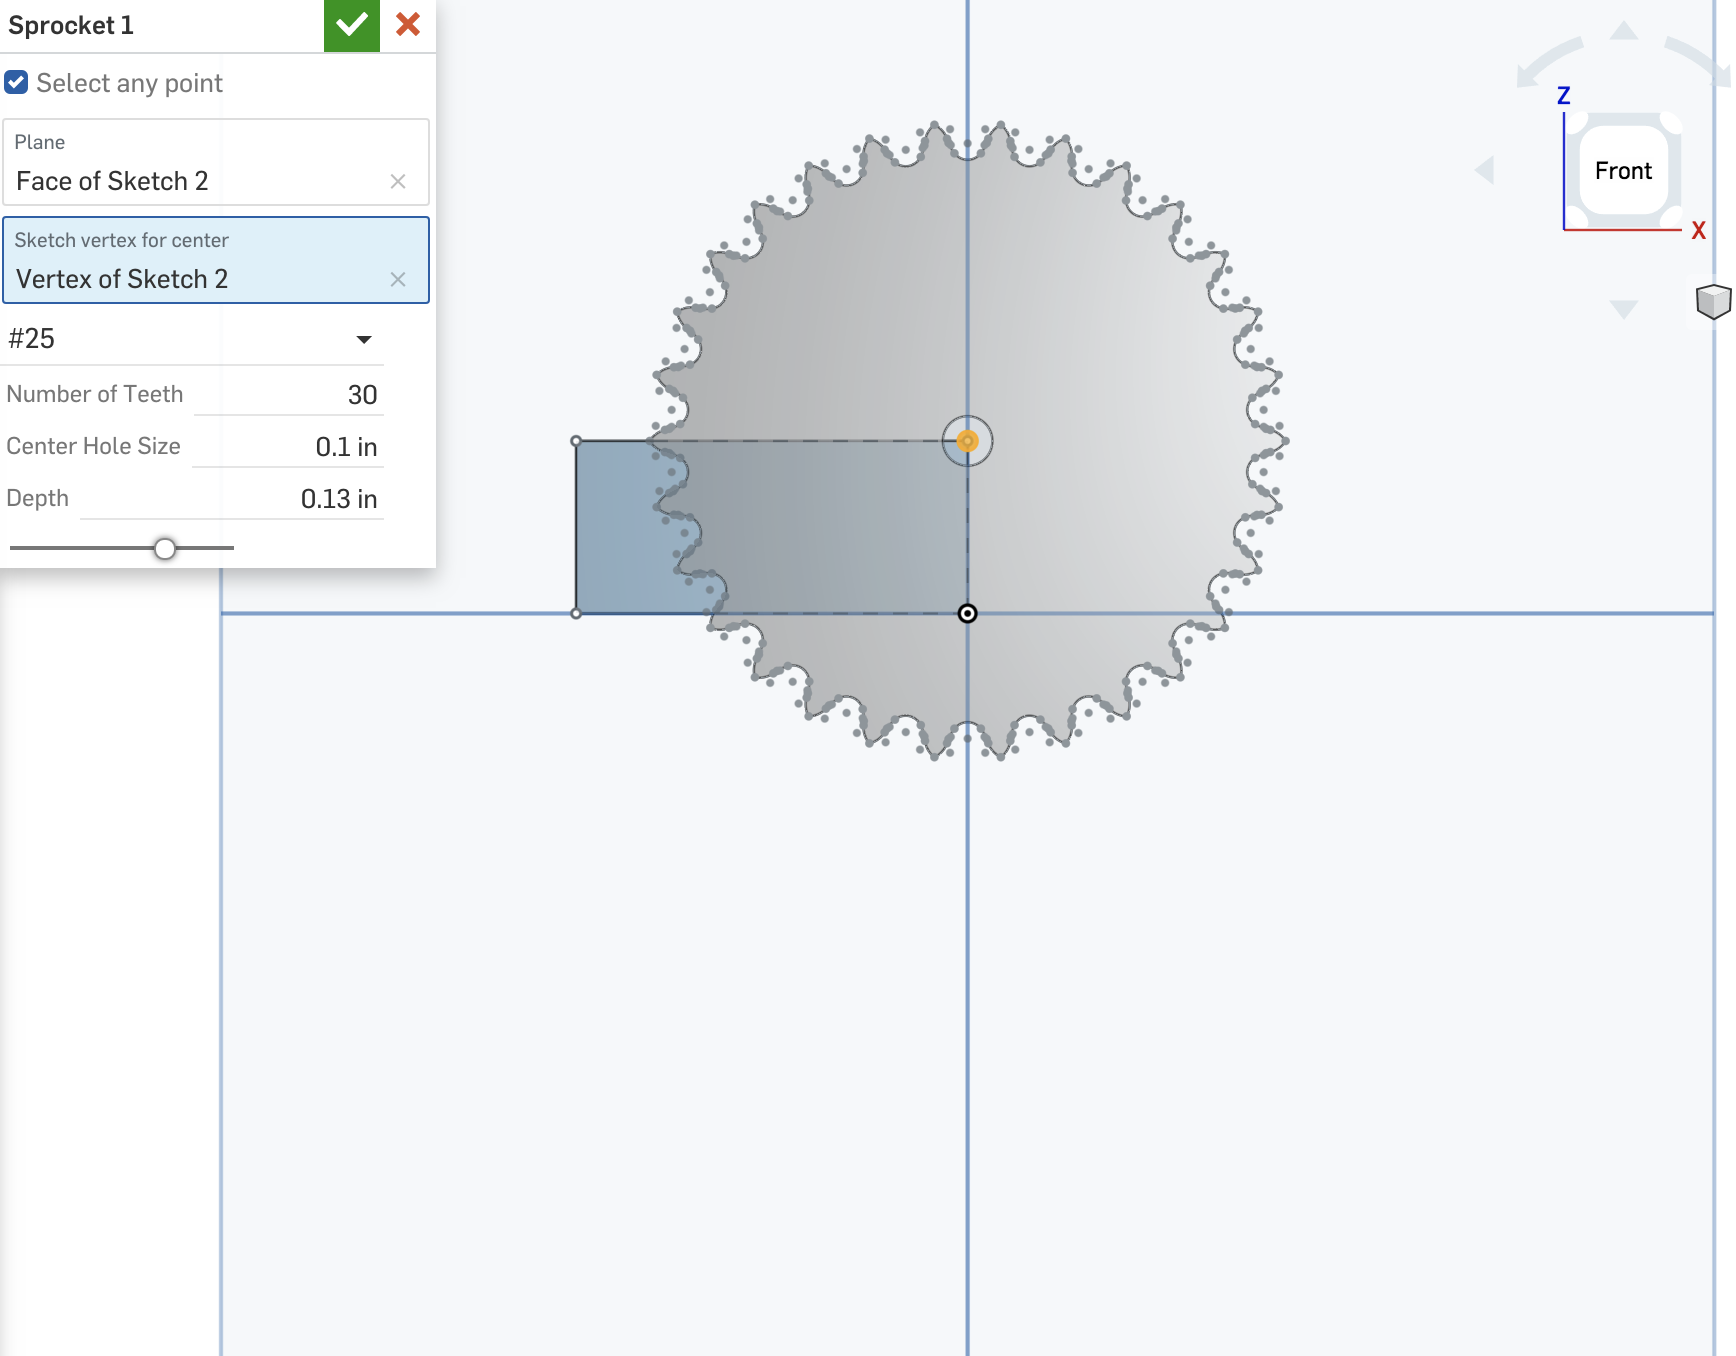 Sprocket 1
Select any point
Plane
Face of Sketch 2
Sketch vertex for center
Vertex of Sketch 2
#25
Number of Teeth 30
Center Hole Size 0.1 in
Depth 0.13 in
Z
Front
X